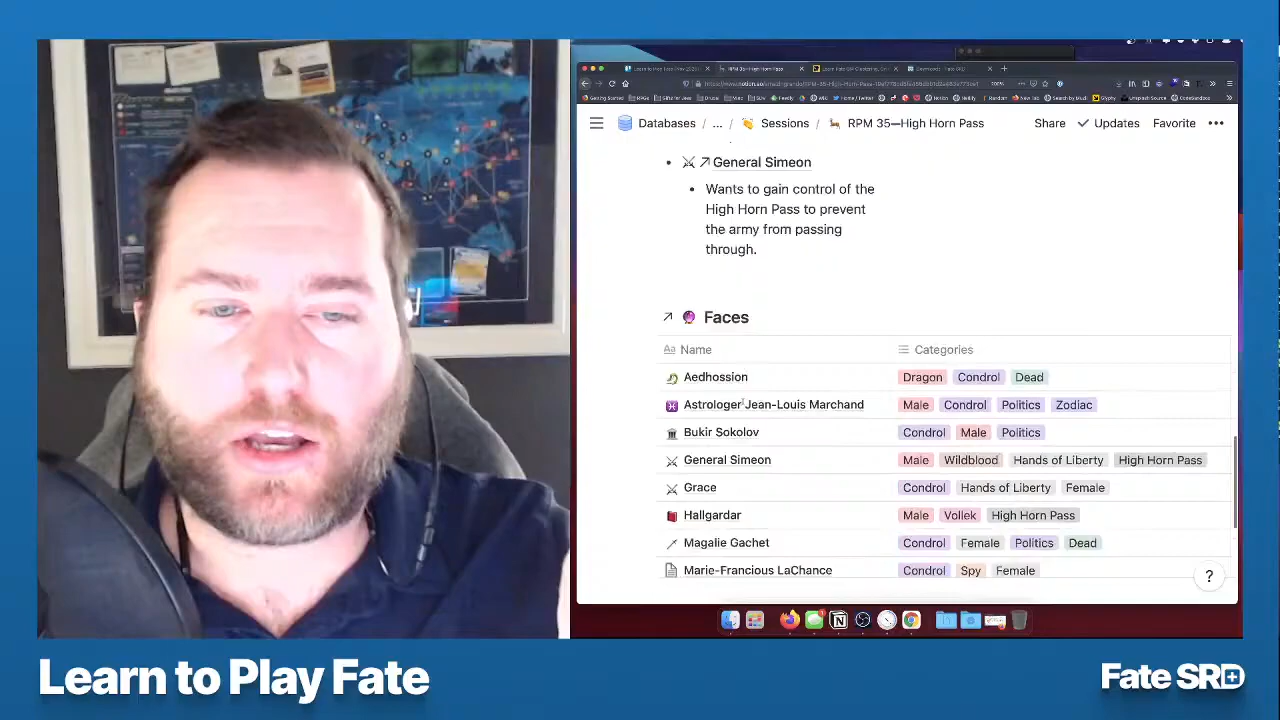 Databases / ... / Sessions / RPM 35—High Horn Pass
Share Updates Favorite •••
General Simeon
Wants to gain control of the
High Horn Pass to prevent
the army from passing
through.
Faces
Aa Name Categories
Aedhossion Dragon Condrol Dead
Astrologer Jean-Louis Marchand Male Condrol Politics Zodiac
Bukir Sokolov Condrol Male Politics
General Simeon Male Wildblood Hands of Liberty High Horn Pass
Grace Condrol Hands of Liberty Female
Hallgardar Male Vollek High Horn Pass
Magalie Gachet Condrol Female Politics Dead
Marie-Francious LaChance Condrol Spy Female
?
Learn to Play Fate
Fate SRD